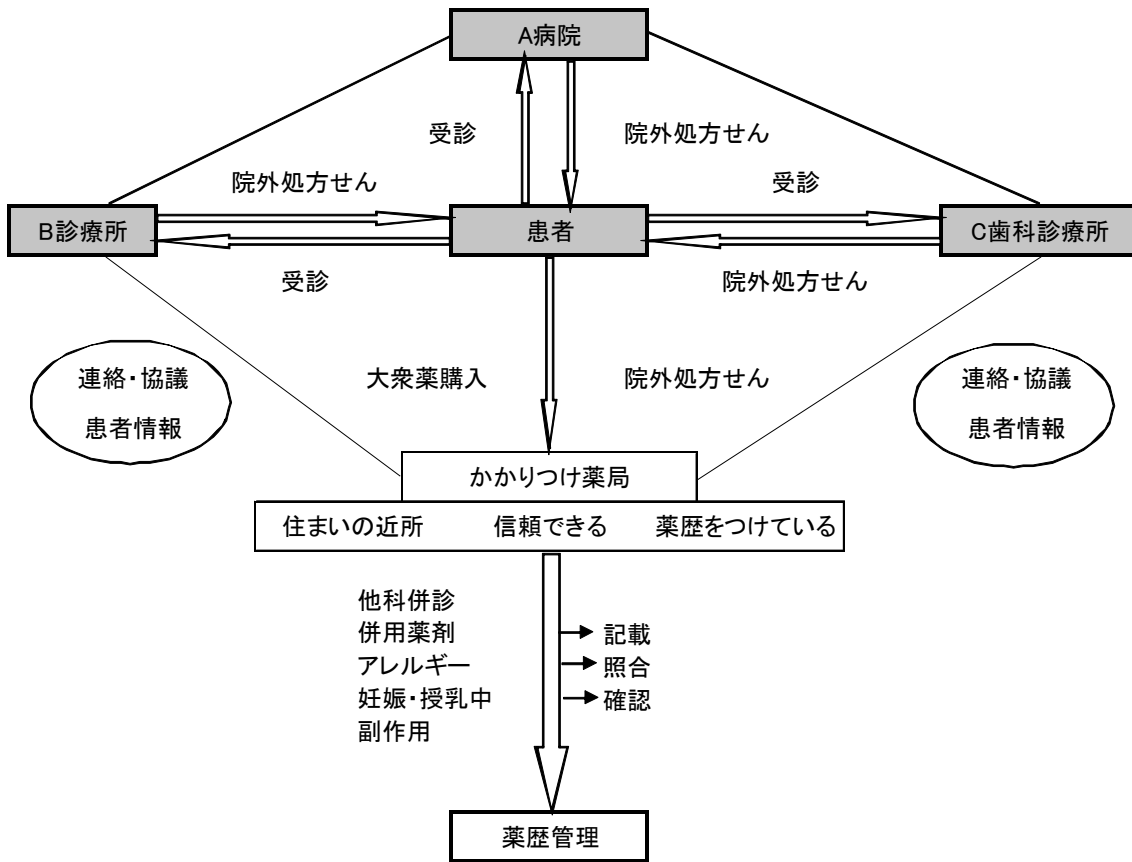 A病院
受診
院外処方せん
院外処方せん
受診
B診療所
患者
C歯科診療所
受診
院外処方せん
連絡・協議
患者情報
大衆薬購入
院外処方せん
連絡・協議
患者情報
かかりつけ薬局
住まいの近所 信頼できる 薬歴をつけている
他科併診
併用薬剤
アレルギー
妊娠・授乳中
副作用
記載
照合
確認
薬歴管理